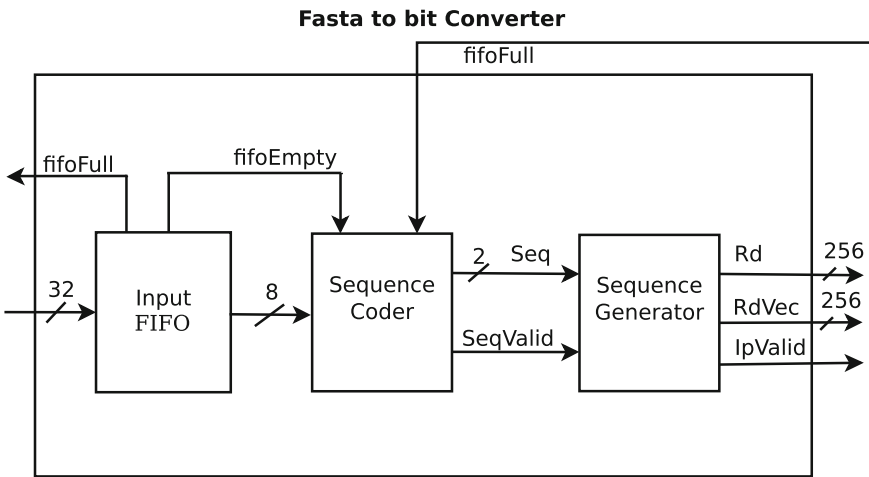 Fasta to bit Converter
fifoFull
fifoFull
fifoEmpty
32
Input
FIFO
8
Sequence
Coder
2
Seq
SeqValid
Sequence
Generator
Rd
256
RdVec
256
IpValid